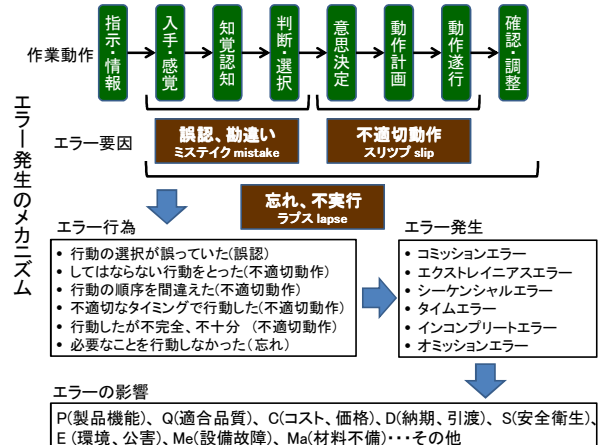 作業動作
指示・情報
入手・感覚
知覚認知
判断・選択
意思決定
動作計画
動作遂行
確認・調整
エラー発生のメカニズム
エラー要因
誤認、勘違い
ミステイク mistake
不適切動作
スリップ slip
忘れ、不実行
ラプス lapse
エラー行為
• 行動の選択が誤っていた(誤認)
• してはならない行動をとった(不適切動作)
• 行動の順序を間違えた(不適切動作)
• 不適切なタイミングで行動した(不適切動作)
• 行動したが不完全、不十分 (不適切動作)
• 必要なことを行動しなかった(忘れ)
エラー発生
• コミッションエラー
• エクストレイニアスエラー
• シーケンシャルエラー
• タイムエラー
• インコンプリートエラー
• オミッションエラー
エラーの影響
P(製品機能)、Q(適合品質)、C(コスト、価格)、D(納期、引渡)、S(安全衛生)、
E (環境、公害)、Me(設備故障)、Ma(材料不備)・・・その他